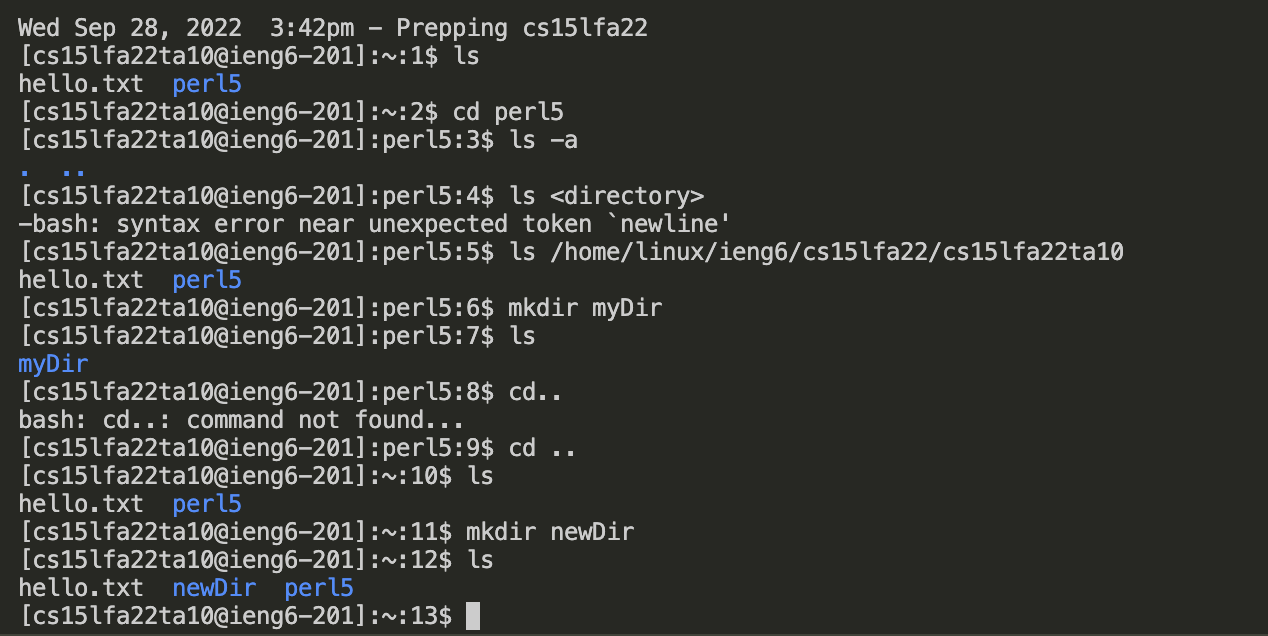 Wed Sep 28, 2022  3:42pm - Prepping cs15lfa22
[cs15lfa22ta10@ieng6-201]:~:1$ ls
hello.txt  perl5
[cs15lfa22ta10@ieng6-201]:~:2$ cd perl5
[cs15lfa22ta10@ieng6-201]:perl5:3$ ls -a
.  ..
[cs15lfa22ta10@ieng6-201]:perl5:4$ ls <directory>
-bash: syntax error near unexpected token `newline'
[cs15lfa22ta10@ieng6-201]:perl5:5$ ls /home/linux/ieng6/cs15lfa22/cs15lfa22ta10
hello.txt  perl5
[cs15lfa22ta10@ieng6-201]:perl5:6$ mkdir myDir
[cs15lfa22ta10@ieng6-201]:perl5:7$ ls
myDir
[cs15lfa22ta10@ieng6-201]:perl5:8$ cd..
bash: cd..: command not found...
[cs15lfa22ta10@ieng6-201]:perl5:9$ cd ..
[cs15lfa22ta10@ieng6-201]:~:10$ ls
hello.txt  perl5
[cs15lfa22ta10@ieng6-201]:~:11$ mkdir newDir
[cs15lfa22ta10@ieng6-201]:~:12$ ls
hello.txt  newDir  perl5
[cs15lfa22ta10@ieng6-201]:~:13$